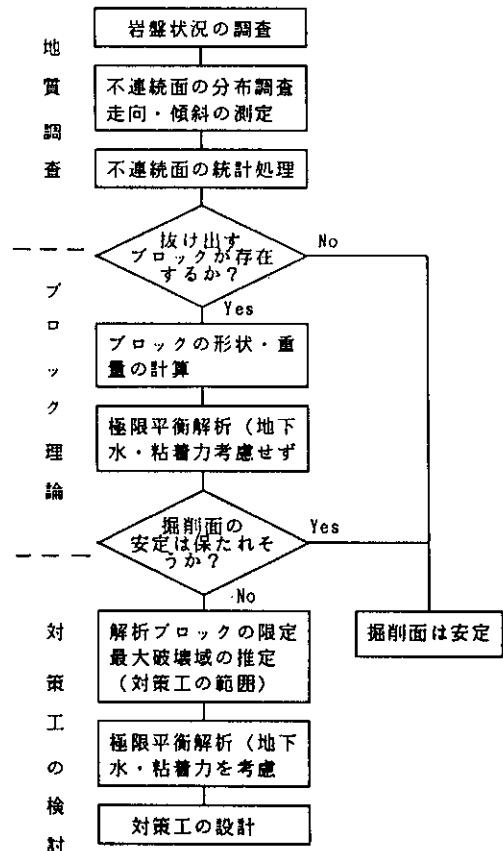 地質調査
岩盤状況の調査
不連続面の分布調査
走向・傾斜の測定
不連続面の統計処理
抜け出す
ブロックが存在
するか？
No
Yes
ブロック理論
ブロックの形状・重
量の計算
極限平衡解析（地下
水・粘着力考慮せず
掘削面の
安定は保たれそ
うか？
Yes
No
掘削面は安定
対策工の検討
解析ブロックの限定
最大破壊域の推定
（対策工の範囲）
極限平衡解析（地下
水・粘着力を考慮
対策工の設計